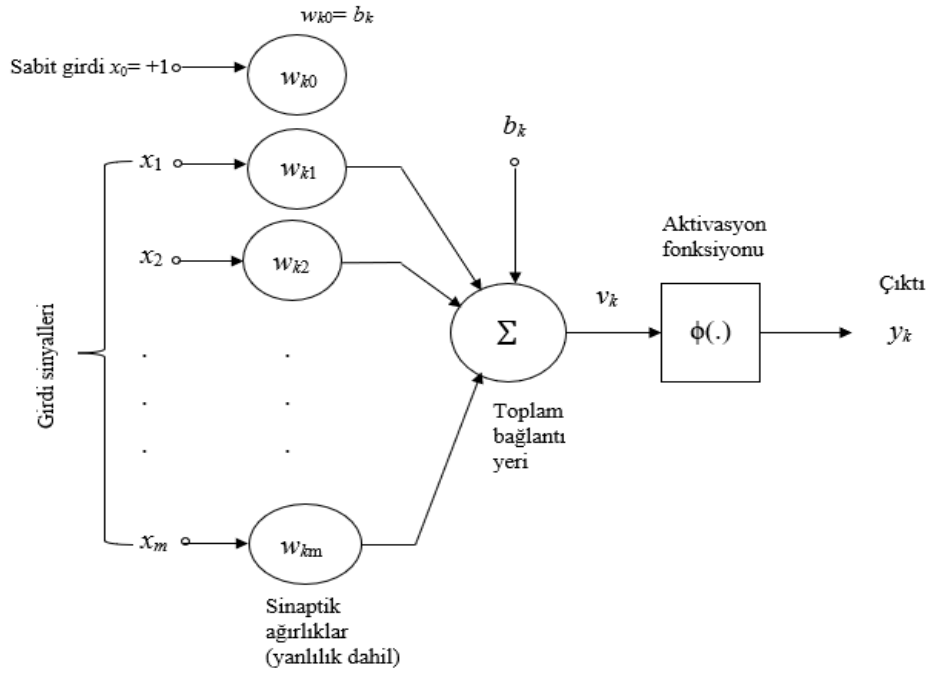 wk0= bk
Sabit girdi x0= +1
wk0
bk
x1
wk1
x2
wk2
Aktivasyon
fonksiyonu
Girdi sinyalleri
Σ
vk
ϕ(.)
Çıktı
yk
. .
. .
. .
Toplam
bağlantı
yeri
xm
wkm
Sinaptik
ağırlıklar
(yanlılık dahil)